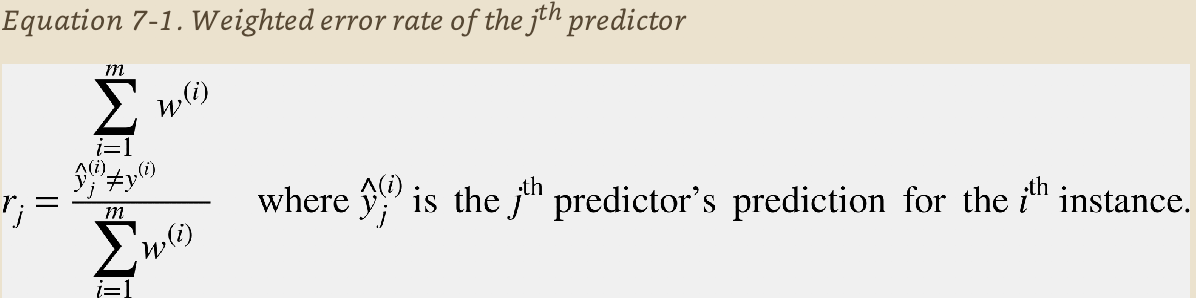 Equation 7-1. Weighted error rate of the jᵗʰ predictor
m
∑ w⁽ⁱ⁾
i=1
ŷⱼ⁽ⁱ⁾≠y⁽ⁱ⁾
rⱼ = where ŷⱼ⁽ⁱ⁾ is the jᵗʰ predictor’s prediction for the iᵗʰ instance.
m
∑w⁽ⁱ⁾
i=1